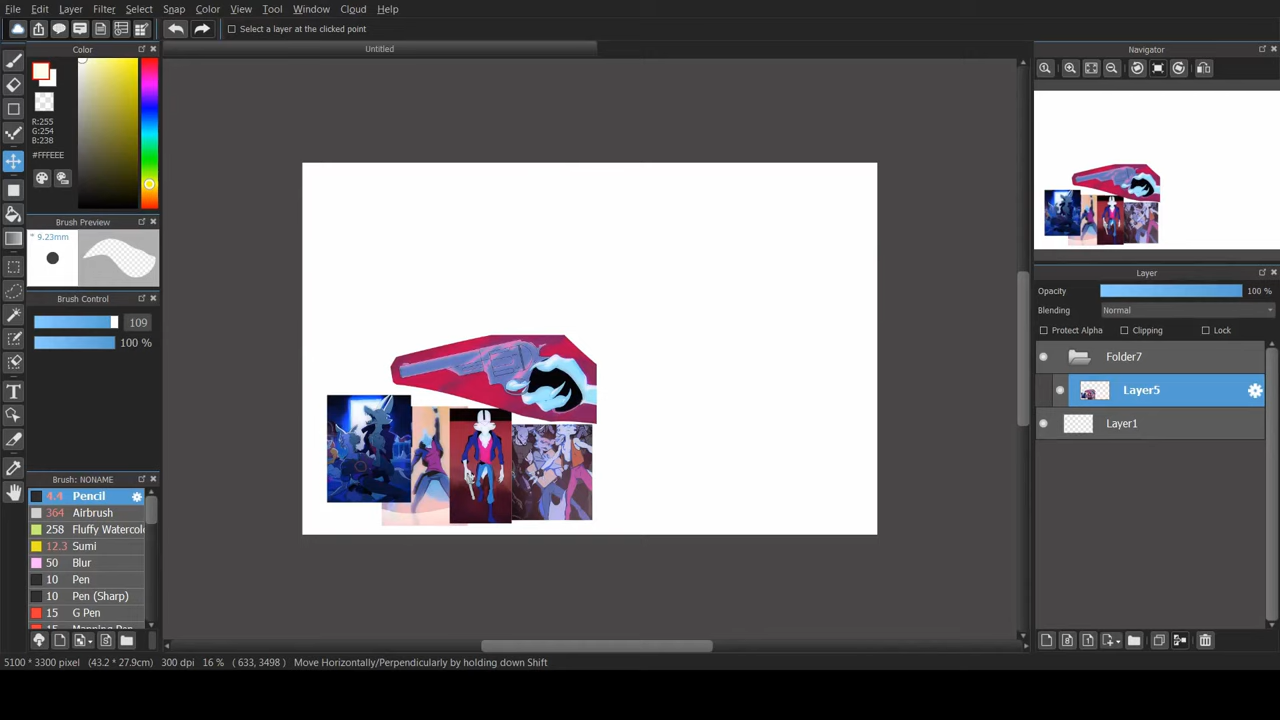 File Edit Layer Filter Select Snap Color View Tool Window Cloud Help
Select a layer at the clicked point
Untitled
Color
R:255
G:254
B:238
#FFFEEE
Brush Preview
* 9.23mm
Brush Control
109
100 %
Brush: NONAME
4.4 Pencil
364 Airbrush
258 Fluffy Watercolo
12.3 Sumi
50 Blur
10 Pen
10 Pen (Sharp)
15 G Pen
15 Mapping Pen
Navigator
Layer
Opacity 100 %
Blending Normal
Protect Alpha Clipping Lock
Folder7
Layer5
Layer1
5100 * 3300 pixel (43.2 * 27.9cm) 300 dpi 16 % ( 633, 3498 ) Move Horizontally/Perpendicularly by holding down Shift